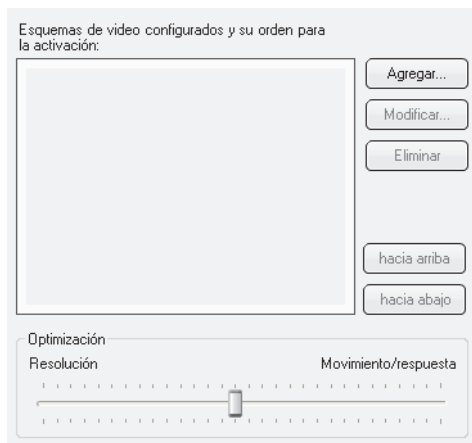 Esquemas de video configurados y su orden para
la activación:
Agregar...
Modificar...
Eliminar
hacia arriba
hacia abajo
Optimización
Resolución Movimiento/respuesta